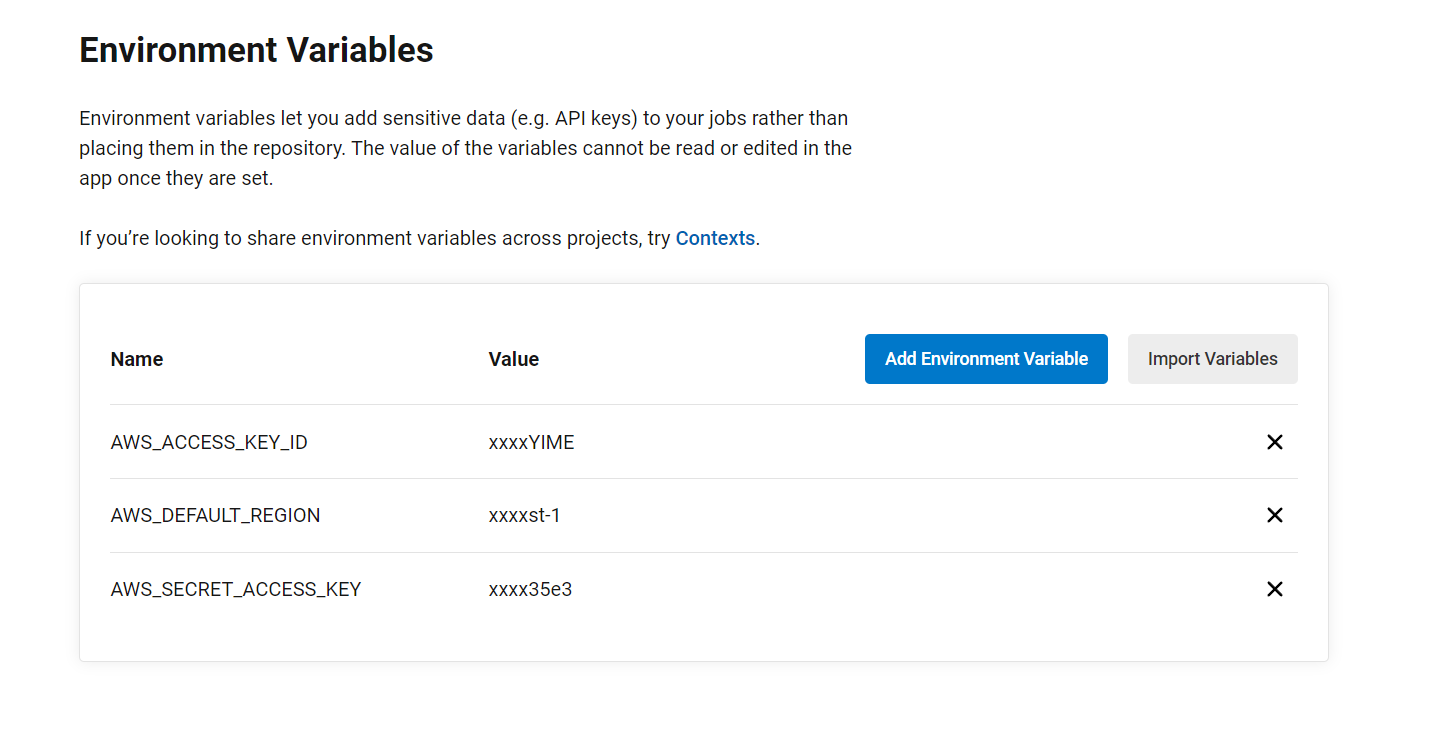 Environment Variables
Environment variables let you add sensitive data (e.g. API keys) to your jobs rather than
placing them in the repository. The value of the variables cannot be read or edited in the
app once they are set.
If you’re looking to share environment variables across projects, try Contexts.
Name Value Add Environment Variable Import Variables
AWS_ACCESS_KEY_ID xxxxYIME
AWS_DEFAULT_REGION xxxxst-1
AWS_SECRET_ACCESS_KEY xxxx35e3